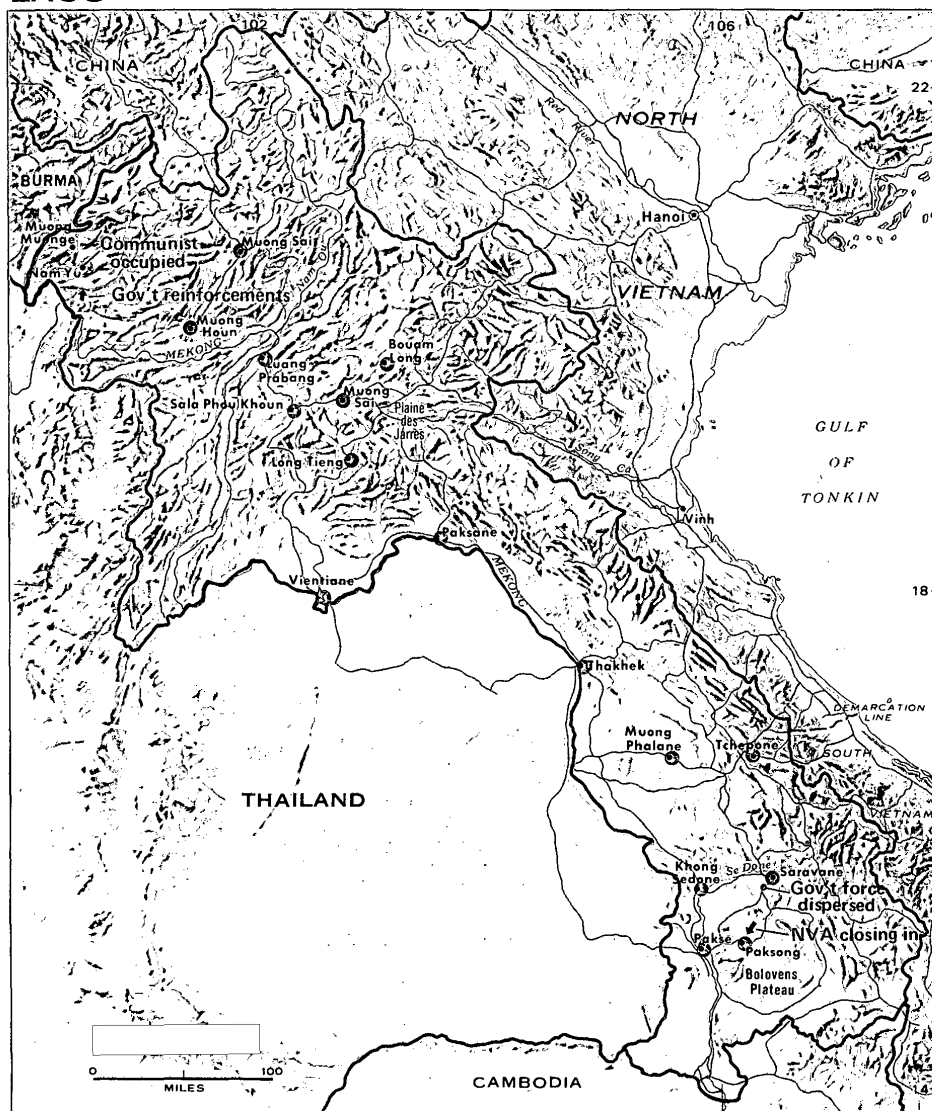 LAOS
102
106
CHINA
CHINA
22
Red
River
NORTH
BURMA
Hanoi
Muong
Muonge
Communist
occupied
Muong Sai
Nam Yu
Nam
VIETNAM
Gov't reinforcements
Muong
Houn
MEKONG
Bouam
Long
Luang
Prabang
Muong
Sai
Sala Phou Khoun
Plaine
des
Jarres
GULF
OF
TONKIN
Long Tieng
Song
Ca
Vinh
Paksane
MEKONG
Vientiane
18
Thakhek
DEMARCATION
LINE
Muong
Phalane
Tchepone
SOUTH
THAILAND
VIETNAM
Khong
Sedone
Se Done
Saravane
Gov't force
dispersed
NVA closing in
Pakse
Paksong
Bolovens
Plateau
0
100
MILES
CAMBODIA
14